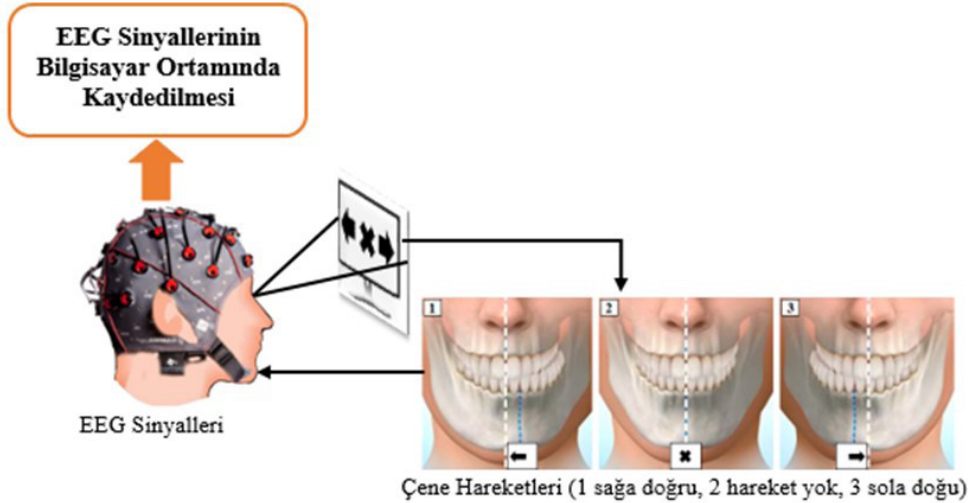 EEG Sinyallerinin
Bilgisayar Ortamında
Kaydedilmesi
1
2
3
EEG Sinyalleri
Çene Hareketleri (1 sağa doğru, 2 hareket yok, 3 sola doğu)